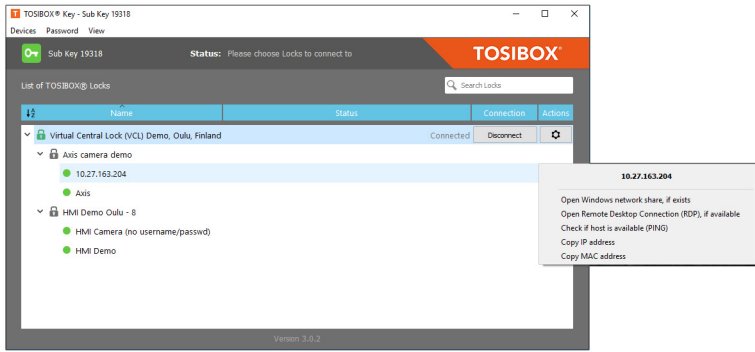 TOSIBOX® Key - Sub Key 19318
Devices Password View
Sub Key 19318 Status: Please choose Locks to connect to TOSIBOX®
List of TOSIBOX® Locks Search Locks
Name Status Connection Actions
Virtual Central Lock (VCL) Demo, Oulu, Finland Connected Disconnect
Axis camera demo
10.27.163.204
Axis
HMI Demo Oulu - 8
HMI Camera (no username/passwd)
HMI Demo
10.27.163.204
Open Windows network share, if exists
Open Remote Desktop Connection (RDP), if available
Check if host is available (PING)
Copy IP address
Copy MAC address
Version 3.0.2